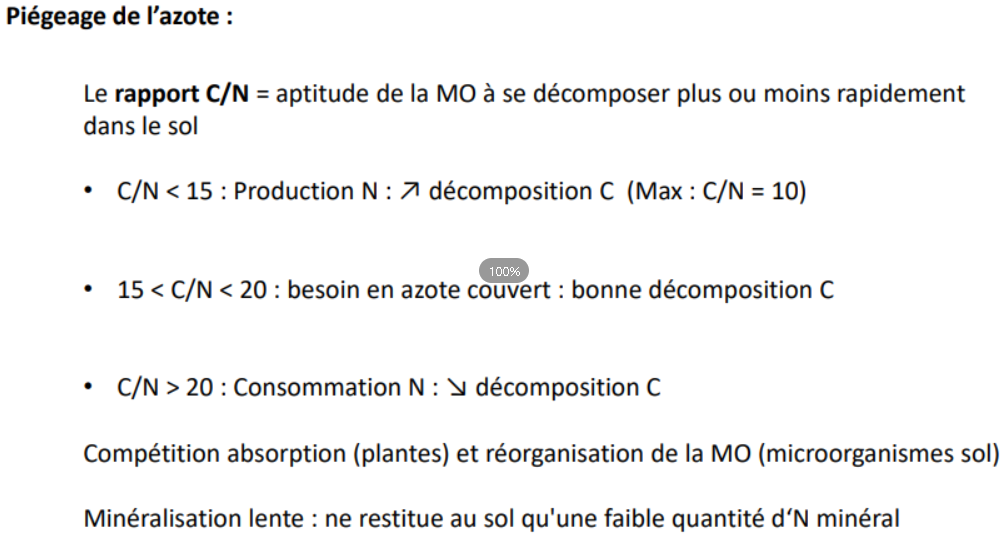 Piégeage de l’azote :
Le rapport C/N = aptitude de la MO à se décomposer plus ou moins rapidement
dans le sol
• C/N < 15 : Production N : ↗ décomposition C (Max : C/N = 10)
100%
• 15 < C/N < 20 : besoin en azote couvert : bonne décomposition C
• C/N > 20 : Consommation N : ↘ décomposition C
Compétition absorption (plantes) et réorganisation de la MO (microorganismes sol)
Minéralisation lente : ne restitue au sol qu'une faible quantité d‘N minéral